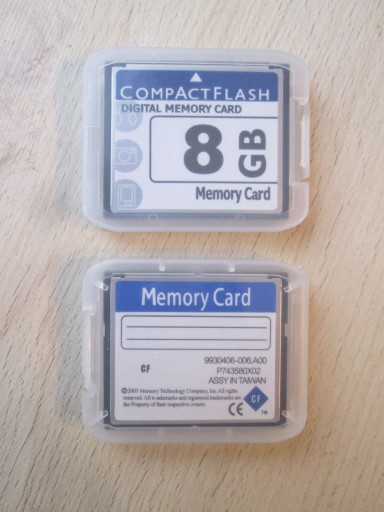 COMPACTFLASH
DIGITAL MEMORY CARD
8 GB
Memory Card
Memory Card
9930406-006.A00
CF P743580X02
ASSY IN TAIWAN
©2005 Memory Technology Company, Inc. All rights
reserved. All trademarks and registered trademarks are
the Property of their respective owners.
CE CF ™